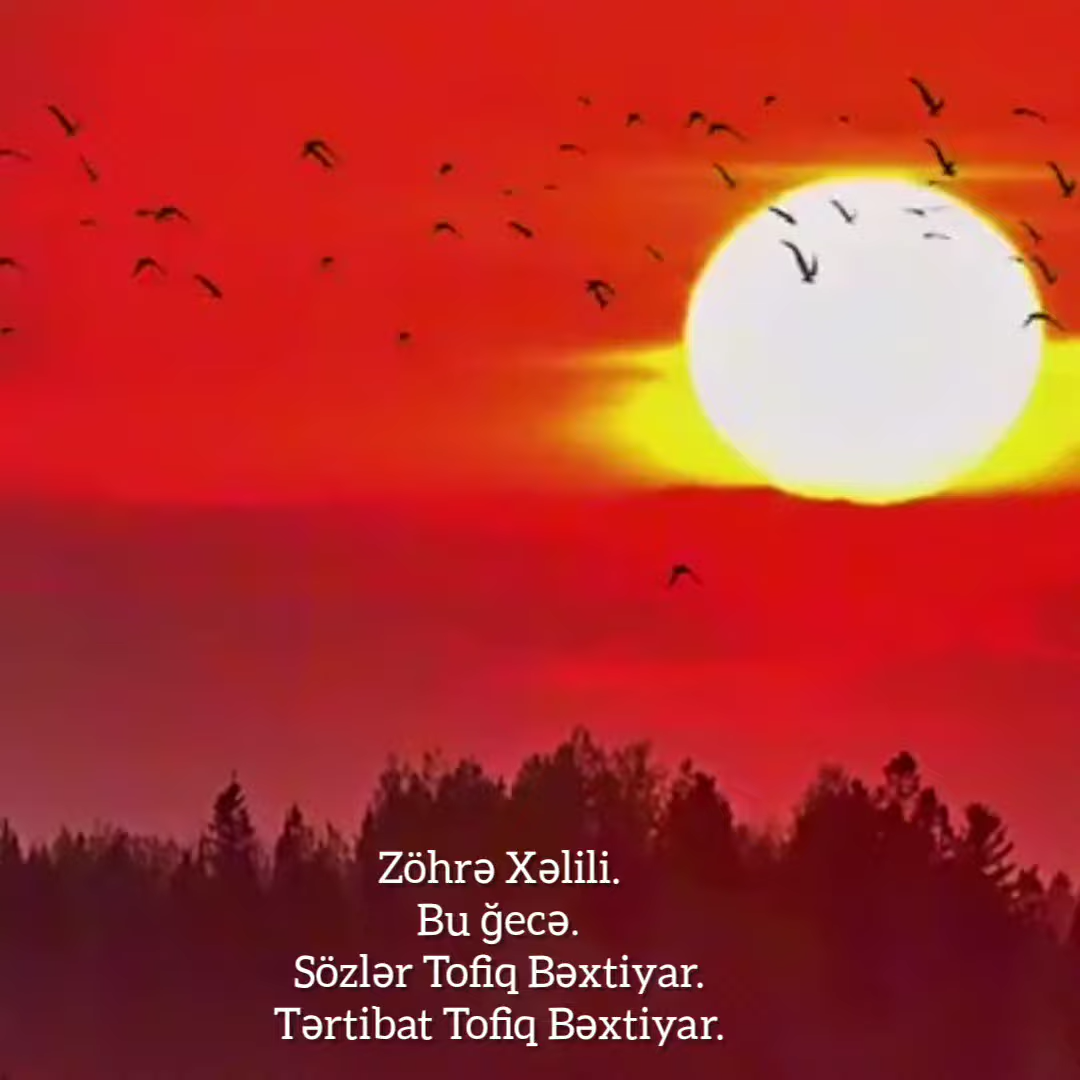 Zöhrə Xəlili.
Bu ğecə.
Sözlər Tofiq Bəxtiyar.
Tərtibat Tofiq Bəxtiyar.